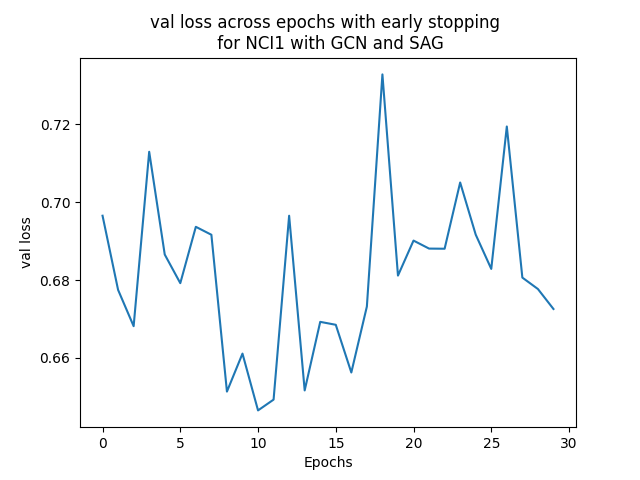 val loss across epochs with early stopping
for NCI1 with GCN and SAG
0.72
0.70
0.68
0.66
val loss
0 5 10 15 20 25 30
Epochs